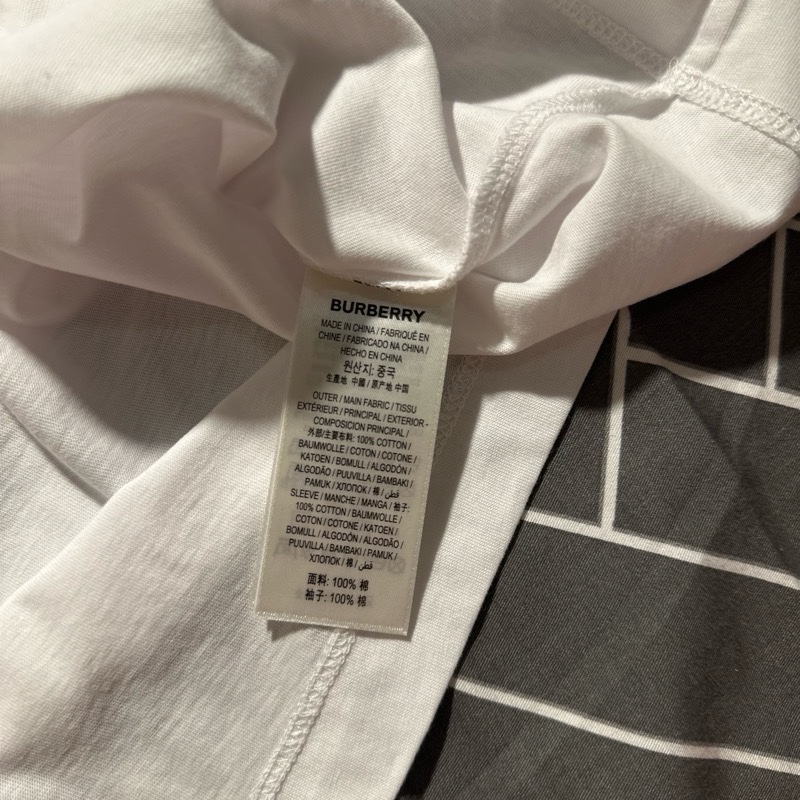 BURBERRY
MADE IN CHINA / FABRIQUÉ EN
CHINE / FABRICADO NA CHINA /
HECHO EN CHINA
원산지: 중국
生產地 中國 / 原产地 中国
OUTER / MAIN FABRIC / TISSU
EXTÉRIEUR / PRINCIPAL / EXTERIOR -
COMPOSICION PRINCIPAL /
外部/主要布料: 100% COTTON /
BAUMWOLLE / COTON / COTONE /
KATOEN / BOMULL / ALGODÓN /
ALGODÃO / PUUVILLA / BAMBAKI /
PAMUK / ХЛОПОК / 棉 / قطن
SLEEVE / MANCHE / MANGA / 袖子:
100% COTTON / BAUMWOLLE /
COTON / COTONE / KATOEN /
BOMULL / ALGODÓN / ALGODÃO /
PUUVILLA / BAMBAKI / PAMUK /
ХЛОПОК / 棉 / قطن
面料: 100% 棉
袖子: 100% 棉